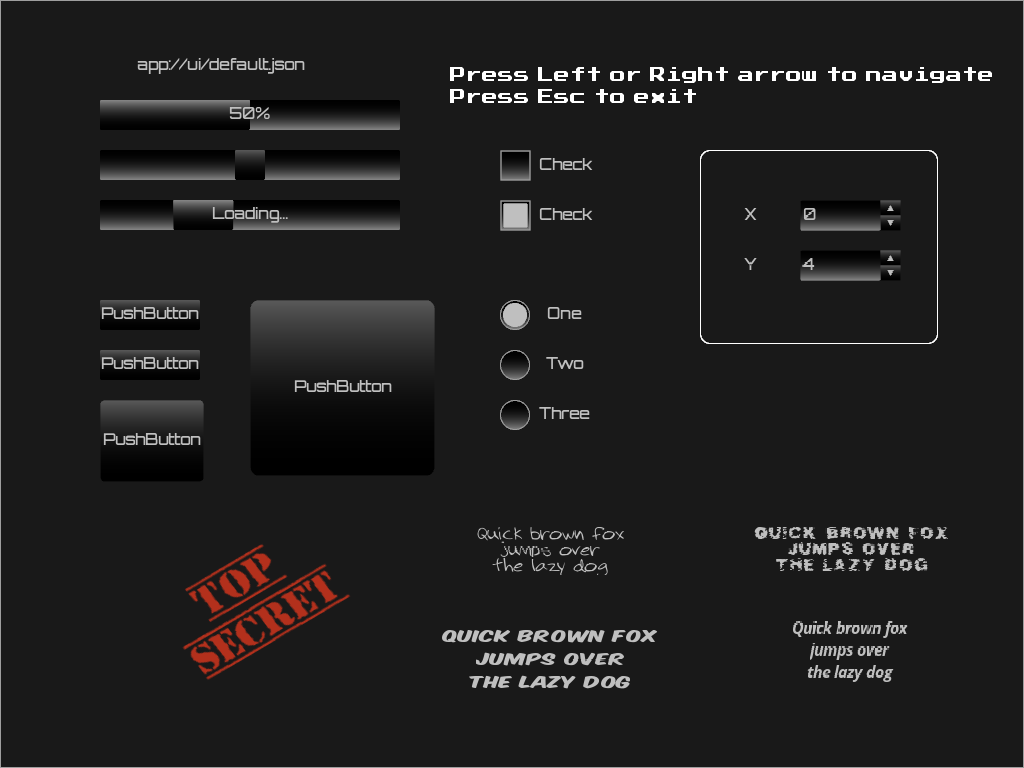 app://ui/default.json
Press Left or Right arrow to navigate
Press Esc to exit
50%
Loading...
Check
Check
X
0
Y
4
PushButton
PushButton
PushButton
PushButton
One
Two
Three
TOP
SECRET
Quick brown fox
jumps over
the lazy dog
QUICK BROWN FOX
JUMPS OVER
THE LAZY DOG
QUICK BROWN FOX
JUMPS OVER
THE LAZY DOG
Quick brown fox
jumps over
the lazy dog